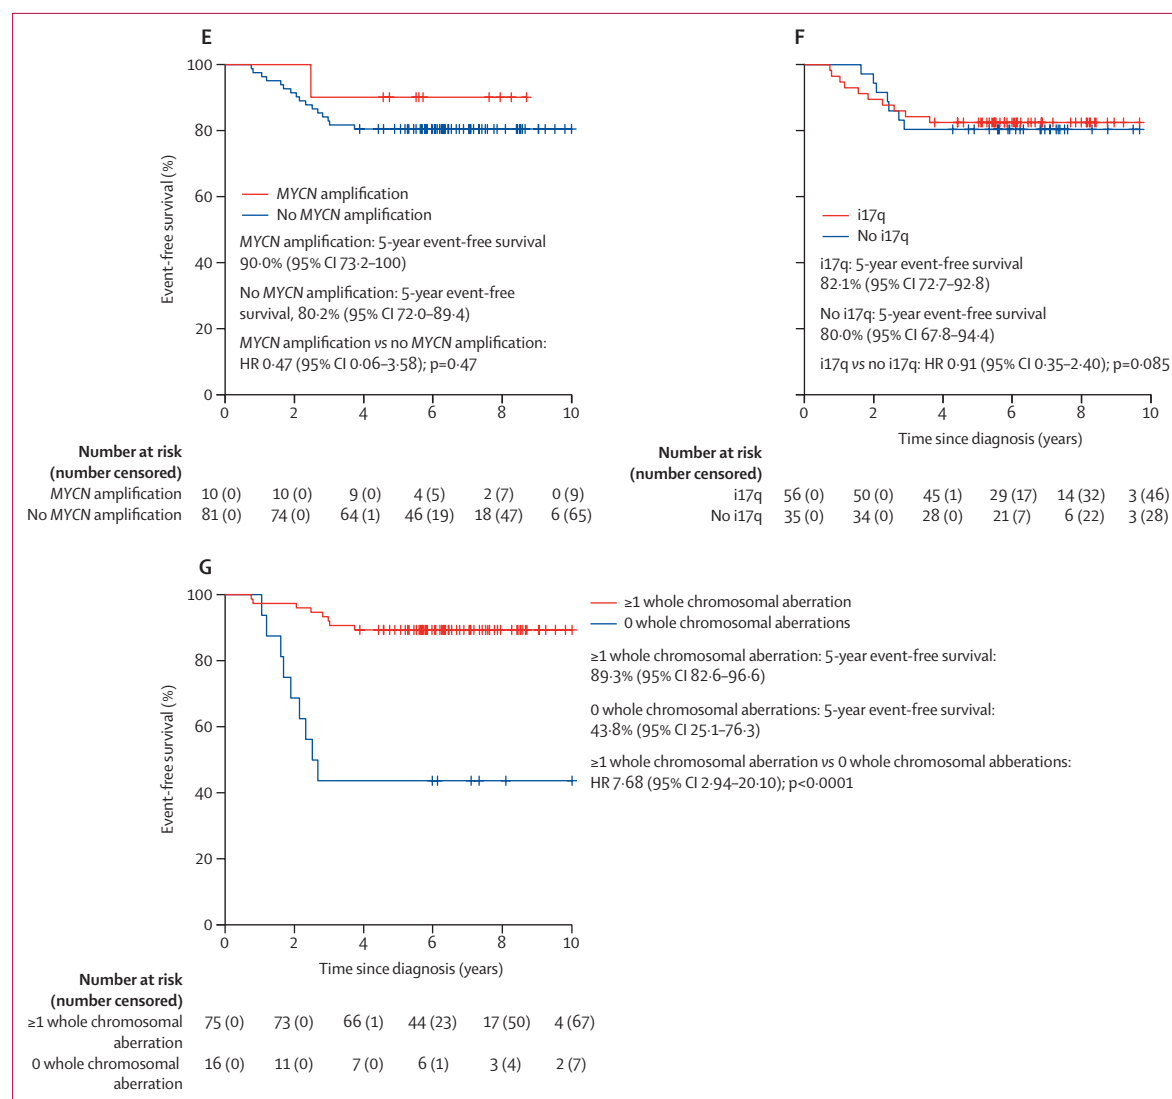 E
100
80
60
40
20
0
Event-free survival (%)
MYCN amplification
No MYCN amplification
MYCN amplification: 5-year event-free survival
90·0% (95% CI 73·2–100)
No MYCN amplification: 5-year event-free
survival, 80·2% (95% CI 72·0–89·4)
MYCN amplification vs no MYCN amplification:
HR 0·47 (95% CI 0·06–3·58); p=0·47
0 2 4 6 8 10
Number at risk
(number censored)
MYCN amplification 10 (0) 10 (0) 9 (0) 4 (5) 2 (7) 0 (9)
No MYCN amplification 81 (0) 74 (0) 64 (1) 46 (19) 18 (47) 6 (65)
F
i17q
No i17q
i17q: 5-year event-free survival
82·1% (95% CI 72·7–92·8)
No i17q: 5-year event-free survival
80·0% (95% CI 67·8–94·4)
i17q vs no i17q: HR 0·91 (95% CI 0·35–2·40); p=0·085
0 2 4 6 8 10
Time since diagnosis (years)
Number at risk
(number censored)
i17q 56 (0) 50 (0) 45 (1) 29 (17) 14 (32) 3 (46)
No i17q 35 (0) 34 (0) 28 (0) 21 (7) 6 (22) 3 (28)
G
100
80
60
40
20
0
Event-free survival (%)
≥1 whole chromosomal aberration
0 whole chromosomal aberrations
≥1 whole chromosomal aberration: 5-year event-free survival:
89·3% (95% CI 82·6–96·6)
0 whole chromosomal aberrations: 5-year event-free survival:
43·8% (95% CI 25·1–76·3)
≥1 whole chromosomal aberration vs 0 whole chromosomal abberations:
HR 7·68 (95% CI 2·94–20·10); p<0·0001
0 2 4 6 8 10
Time since diagnosis (years)
Number at risk
(number censored)
≥1 whole chromosomal 75 (0) 73 (0) 66 (1) 44 (23) 17 (50) 4 (67)
aberration
0 whole chromosomal 16 (0) 11 (0) 7 (0) 6 (1) 3 (4) 2 (7)
aberration